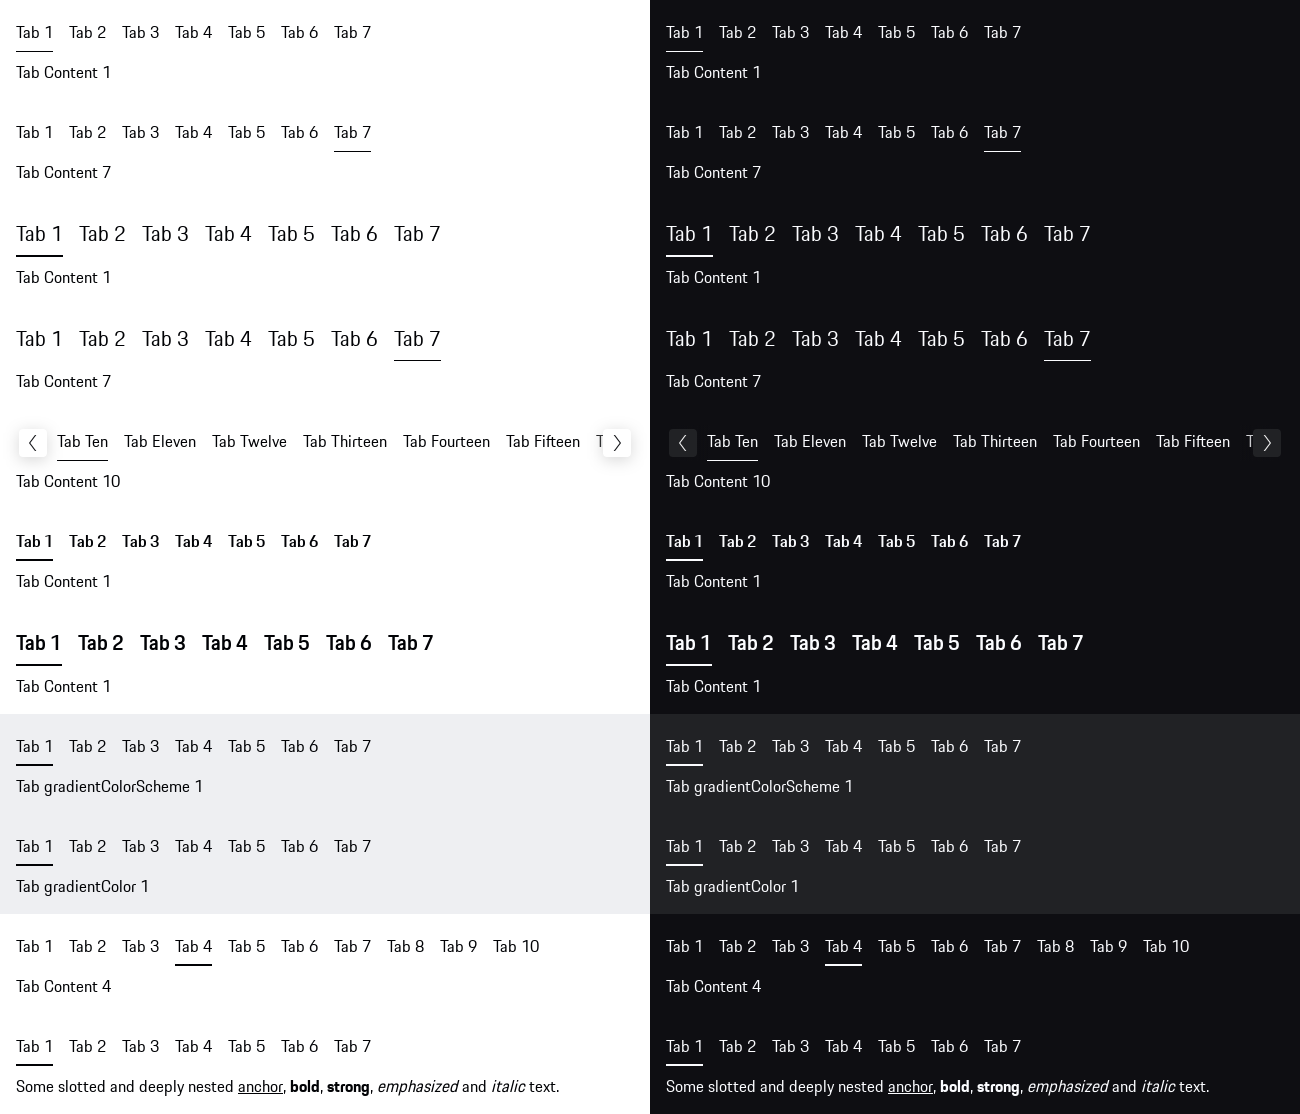 Tab 1 Tab 2 Tab 3 Tab 4 Tab 5 Tab 6 Tab 7
Tab Content 1
Tab 1 Tab 2 Tab 3 Tab 4 Tab 5 Tab 6 Tab 7
Tab Content 7
Tab 1 Tab 2 Tab 3 Tab 4 Tab 5 Tab 6 Tab 7
Tab Content 1
Tab 1 Tab 2 Tab 3 Tab 4 Tab 5 Tab 6 Tab 7
Tab Content 7
Tab Ten Tab Eleven Tab Twelve Tab Thirteen Tab Fourteen Tab Fifteen
Tab Content 10
Tab 1 Tab 2 Tab 3 Tab 4 Tab 5 Tab 6 Tab 7
Tab Content 1
Tab 1 Tab 2 Tab 3 Tab 4 Tab 5 Tab 6 Tab 7
Tab Content 1
Tab 1 Tab 2 Tab 3 Tab 4 Tab 5 Tab 6 Tab 7
Tab gradientColorScheme 1
Tab 1 Tab 2 Tab 3 Tab 4 Tab 5 Tab 6 Tab 7
Tab gradientColor 1
Tab 1 Tab 2 Tab 3 Tab 4 Tab 5 Tab 6 Tab 7 Tab 8 Tab 9 Tab 10
Tab Content 4
Tab 1 Tab 2 Tab 3 Tab 4 Tab 5 Tab 6 Tab 7
Some slotted and deeply nested anchor, bold, strong, emphasized and italic text.
Tab 1 Tab 2 Tab 3 Tab 4 Tab 5 Tab 6 Tab 7
Tab Content 1
Tab 1 Tab 2 Tab 3 Tab 4 Tab 5 Tab 6 Tab 7
Tab Content 7
Tab 1 Tab 2 Tab 3 Tab 4 Tab 5 Tab 6 Tab 7
Tab Content 1
Tab 1 Tab 2 Tab 3 Tab 4 Tab 5 Tab 6 Tab 7
Tab Content 7
Tab Ten Tab Eleven Tab Twelve Tab Thirteen Tab Fourteen Tab Fifteen
Tab Content 10
Tab 1 Tab 2 Tab 3 Tab 4 Tab 5 Tab 6 Tab 7
Tab Content 1
Tab 1 Tab 2 Tab 3 Tab 4 Tab 5 Tab 6 Tab 7
Tab Content 1
Tab 1 Tab 2 Tab 3 Tab 4 Tab 5 Tab 6 Tab 7
Tab gradientColorScheme 1
Tab 1 Tab 2 Tab 3 Tab 4 Tab 5 Tab 6 Tab 7
Tab gradientColor 1
Tab 1 Tab 2 Tab 3 Tab 4 Tab 5 Tab 6 Tab 7 Tab 8 Tab 9 Tab 10
Tab Content 4
Tab 1 Tab 2 Tab 3 Tab 4 Tab 5 Tab 6 Tab 7
Some slotted and deeply nested anchor, bold, strong, emphasized and italic text.